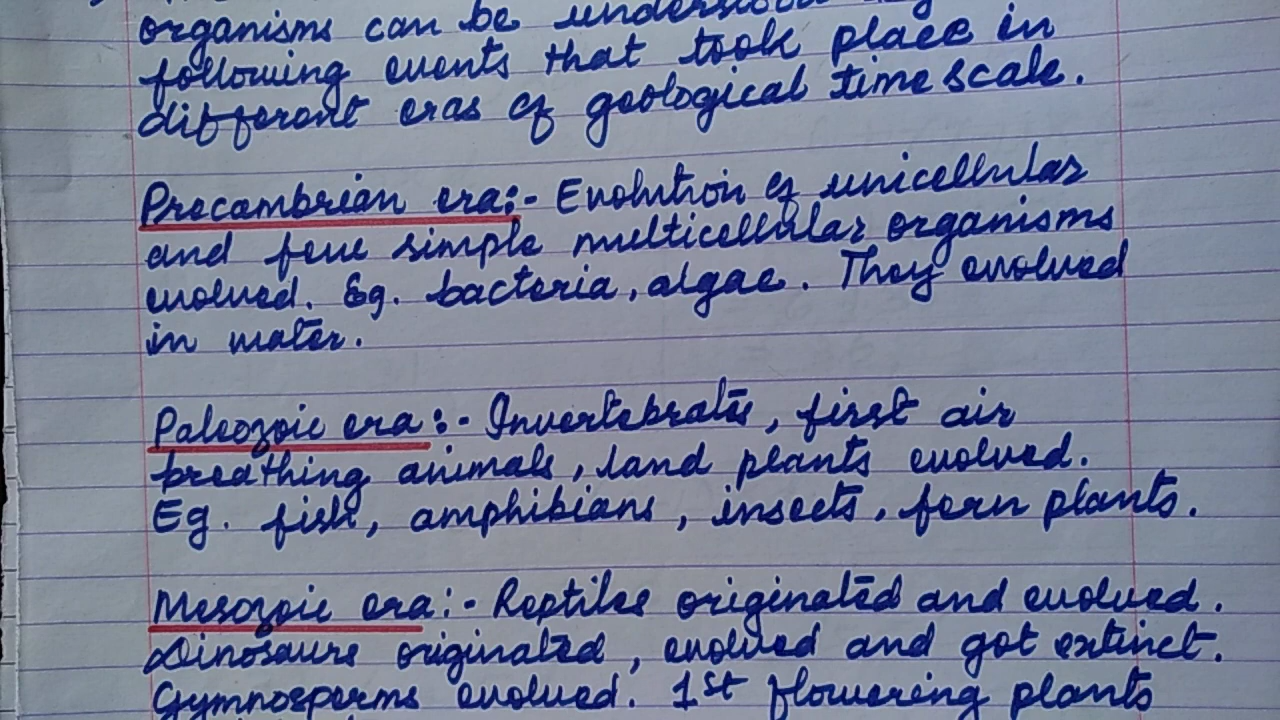 organisms can be understood
following events that took place in
different eras of geological time scale.
Precambrian era:- Evolution of unicellular
and few simple multicellular organisms
evolved. Eg. bacteria, algae. They evolved
in water.
Paleozoic era:- Invertebrates, first air
breathing animals, land plants evolved.
Eg. fish, amphibians, insects, fern plants.
Mesozoic era:- Reptiles originated and evolved.
Dinosaurs originated, evolved and got extinct.
Gymnosperms evolved. 1st flowering plants